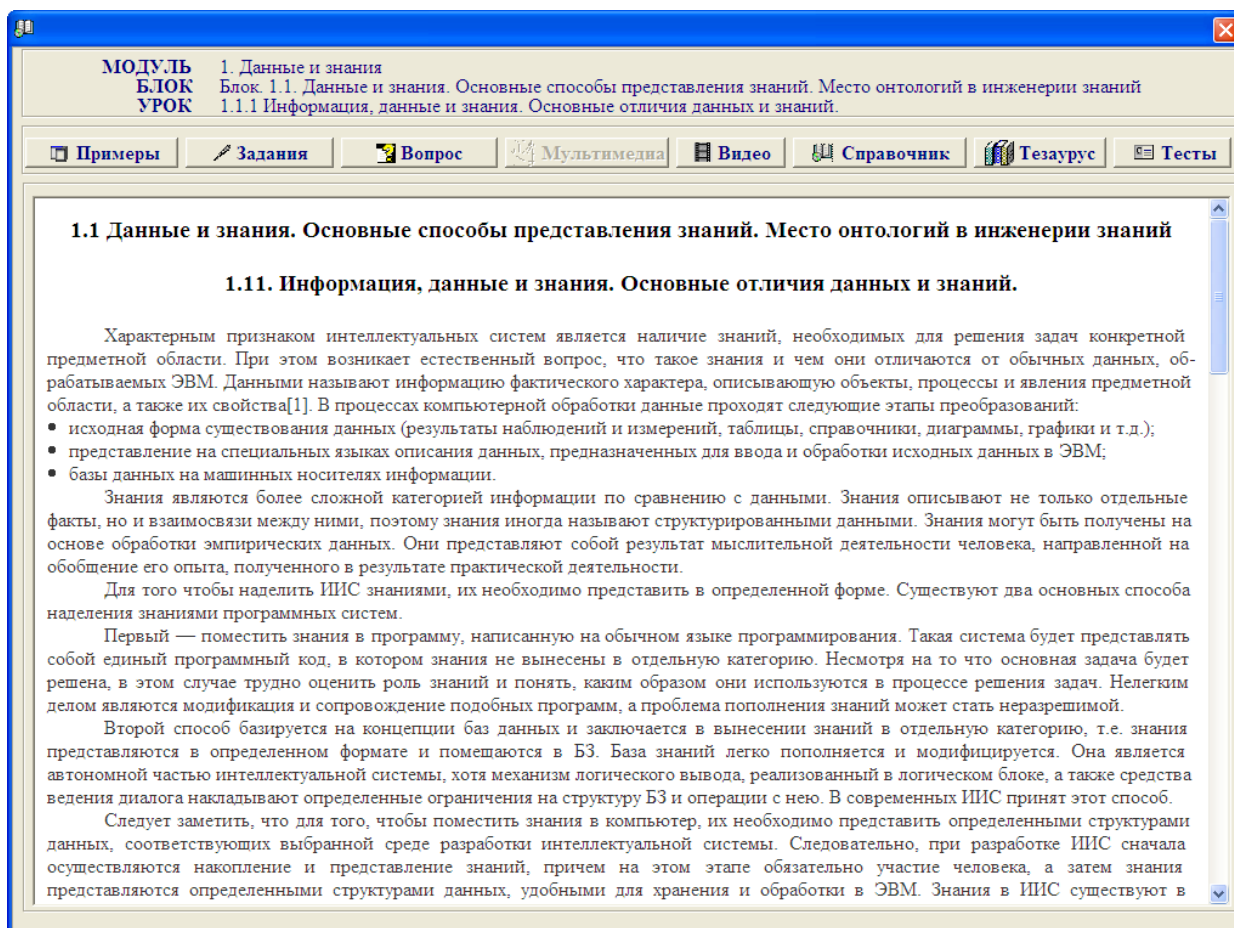 МОДУЛЬ 1. Данные и знания
БЛОК Блок. 1.1. Данные и знания. Основные способы представления знаний. Место онтологий в инженерии знаний
УРОК 1.1.1 Информация, данные и знания. Основные отличия данных и знаний.
Примеры Задания Вопрос Мультимедиа Видео Справочник Тезаурус Тесты
1.1 Данные и знания. Основные способы представления знаний. Место онтологий в инженерии знаний
1.11. Информация, данные и знания. Основные отличия данных и знаний.
Характерным признаком интеллектуальных систем является наличие знаний, необходимых для решения задач конкретной
предметной области. При этом возникает естественный вопрос, что такое знания и чем они отличаются от обычных данных, об-
рабатываемых ЭВМ. Данными называют информацию фактического характера, описывающую объекты, процессы и явления предметной
области, а также их свойства[1]. В процессах компьютерной обработки данные проходят следующие этапы преобразований:
• исходная форма существования данных (результаты наблюдений и измерений, таблицы, справочники, диаграммы, графики и т.д.);
• представление на специальных языках описания данных, предназначенных для ввода и обработки исходных данных в ЭВМ;
• базы данных на машинных носителях информации.
Знания являются более сложной категорией информации по сравнению с данными. Знания описывают не только отдельные
факты, но и взаимосвязи между ними, поэтому знания иногда называют структурированными данными. Знания могут быть получены на
основе обработки эмпирических данных. Они представляют собой результат мыслительной деятельности человека, направленной на
обобщение его опыта, полученного в результате практической деятельности.
Для того чтобы наделить ИИС знаниями, их необходимо представить в определенной форме. Существуют два основных способа
наделения знаниями программных систем.
Первый — поместить знания в программу, написанную на обычном языке программирования. Такая система будет представлять
собой единый программный код, в котором знания не вынесены в отдельную категорию. Несмотря на то что основная задача будет
решена, в этом случае трудно оценить роль знаний и понять, каким образом они используются в процессе решения задач. Нелегким
делом являются модификация и сопровождение подобных программ, а проблема пополнения знаний может стать неразрешимой.
Второй способ базируется на концепции баз данных и заключается в вынесении знаний в отдельную категорию, т.е. знания
представляются в определенном формате и помещаются в БЗ. База знаний легко пополняется и модифицируется. Она является
автономной частью интеллектуальной системы, хотя механизм логического вывода, реализованный в логическом блоке, а также средства
ведения диалога накладывают определенные ограничения на структуру БЗ и операции с нею. В современных ИИС принят этот способ.
Следует заметить, что для того, чтобы поместить знания в компьютер, их необходимо представить определенными структурами
данных, соответствующих выбранной среде разработки интеллектуальной системы. Следовательно, при разработке ИИС сначала
осуществляются накопление и представление знаний, причем на этом этапе обязательно участие человека, а затем знания
представляются определенными структурами данных, удобными для хранения и обработки в ЭВМ. Знания в ИИС существуют в